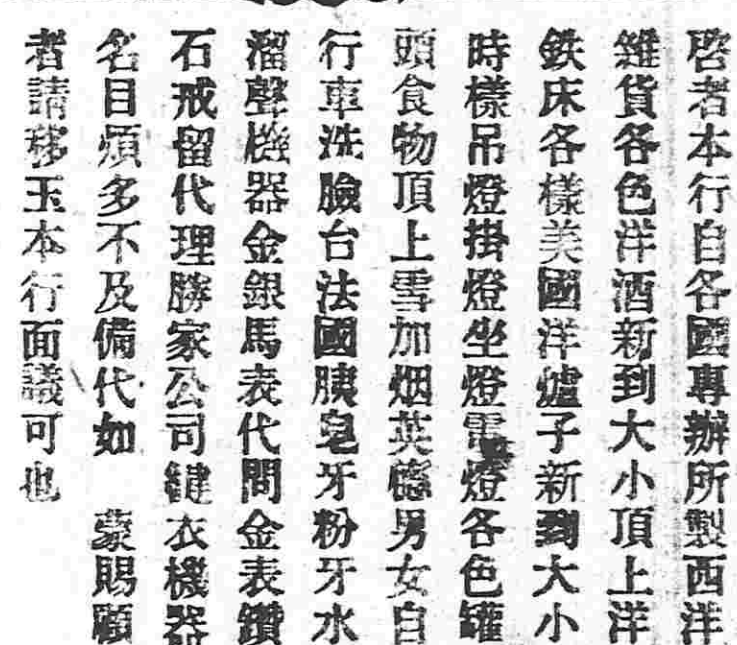 啓者本行自各國專辦所製西洋
雜貨各色洋酒新到大小頂上洋
鉄床各樣美國洋爐子新到大小
時樣吊燈掛燈坐燈電燈各色罐
頭食物頂上雪加烟英德男女自
行車洗臉台法國胰皂牙粉牙水
溜聲機器金銀馬表代問金表鑽
石戒留代理勝家公司鏈衣機器
名目煩多不及備代如　蒙賜顧
者請移玉本行面議可也